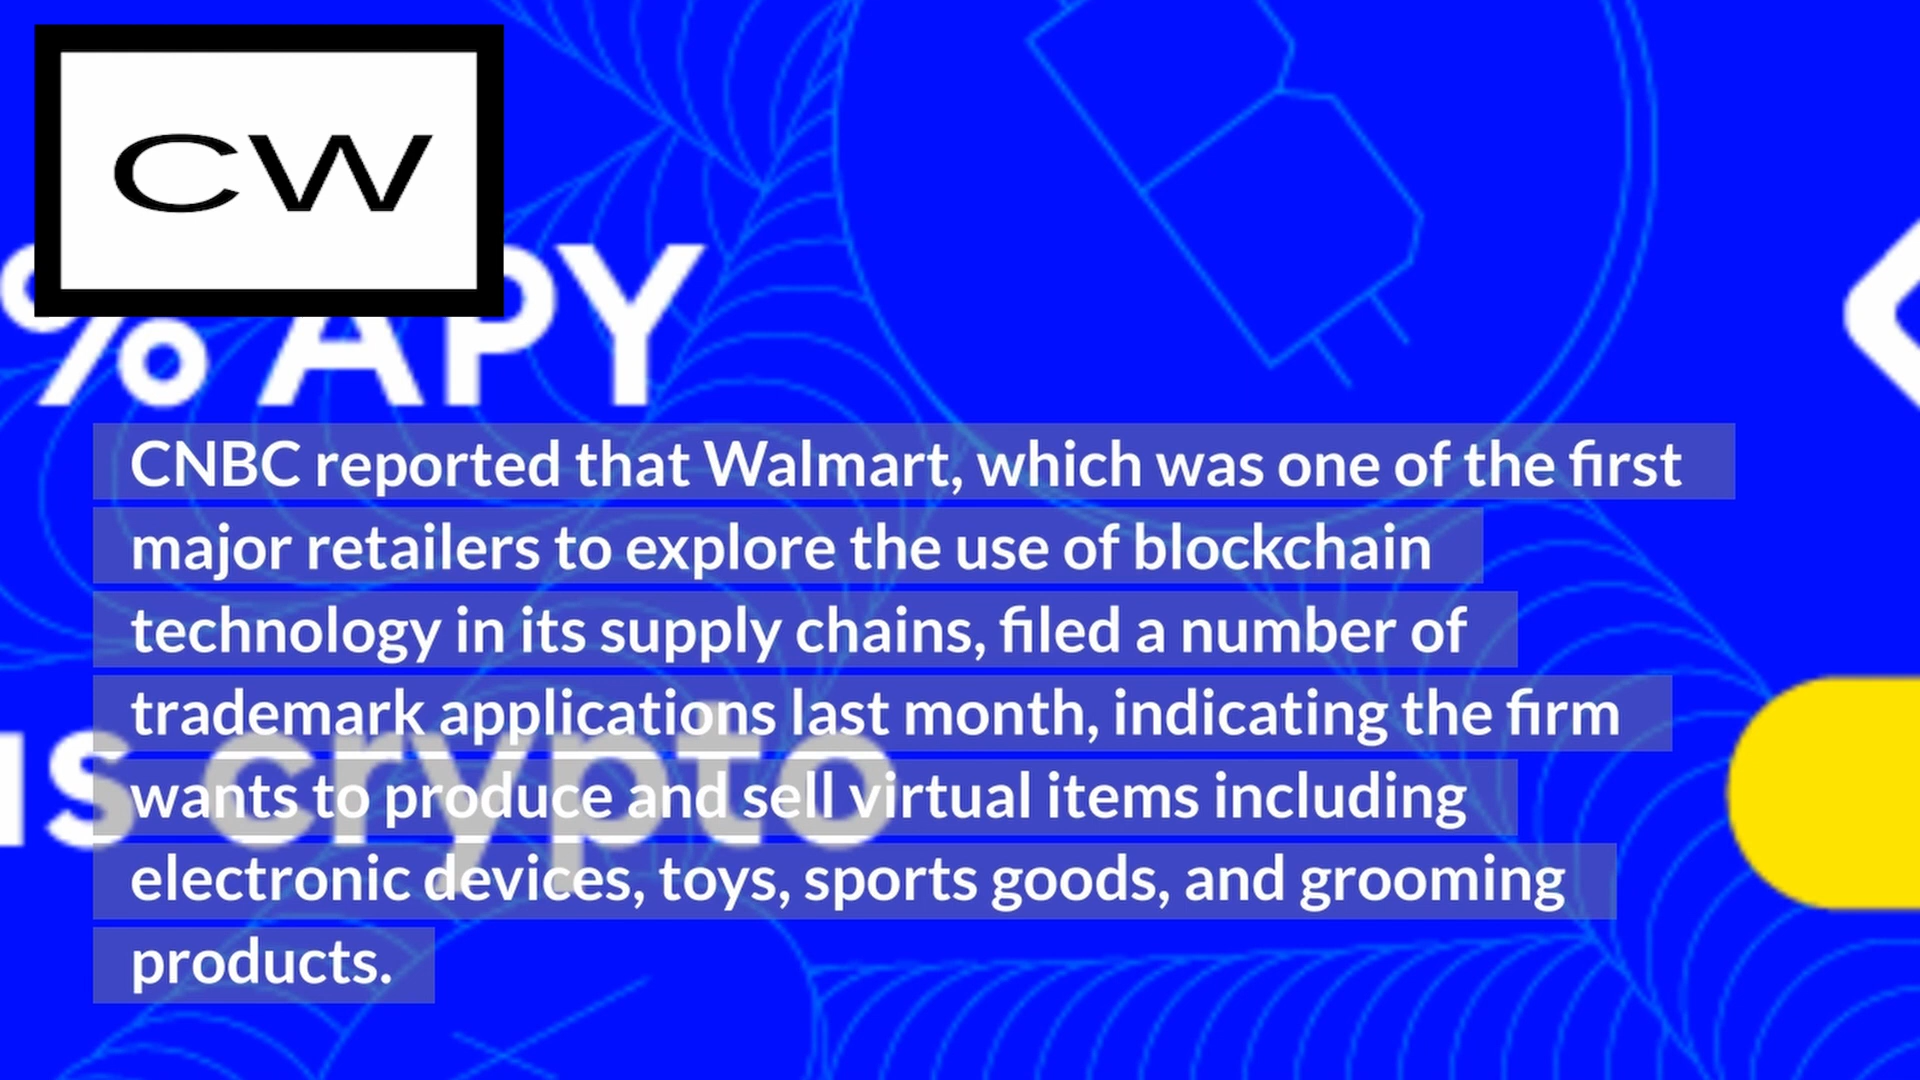 CW
% APY
CNBC reported that Walmart, which was one of the first
major retailers to explore the use of blockchain
technology in its supply chains, filed a number of
trademark applications last month, indicating the firm
wants to produce and sell virtual items including
electronic devices, toys, sports goods, and grooming
products.
crypto